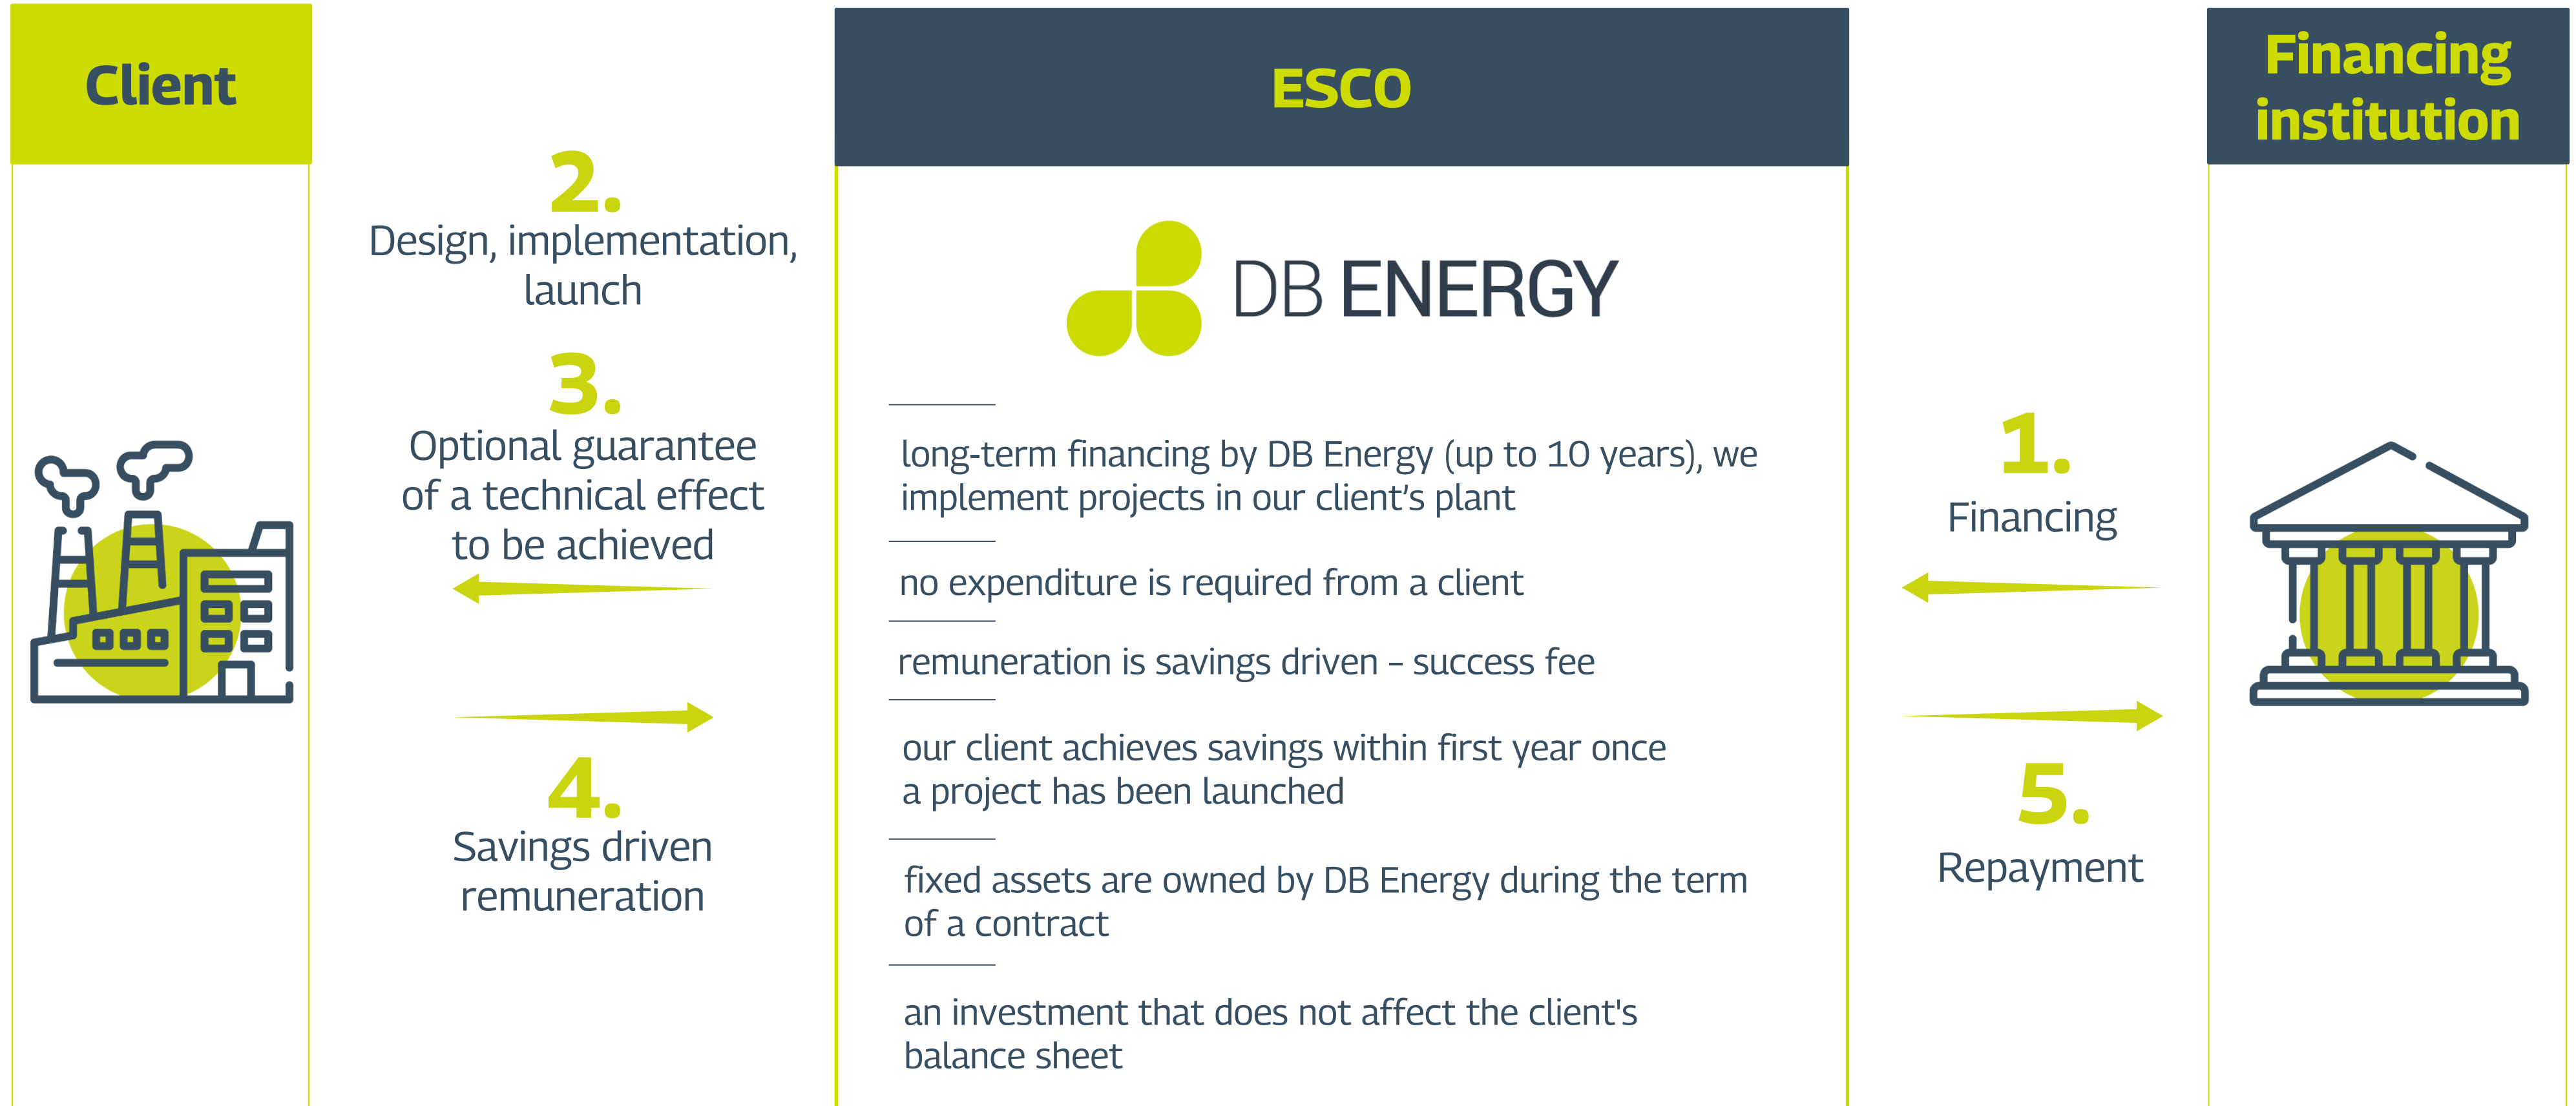 Client
2.
Design, implementation,
launch
3.
Optional guarantee
of a technical effect
to be achieved
4.
Savings driven
remuneration
ESCO
DB ENERGY
long-term financing by DB Energy (up to 10 years), we
implement projects in our client’s plant
no expenditure is required from a client
remuneration is savings driven – success fee
our client achieves savings within first year once
a project has been launched
fixed assets are owned by DB Energy during the term
of a contract
an investment that does not affect the client's
balance sheet
1.
Financing
5.
Repayment
Financing
institution